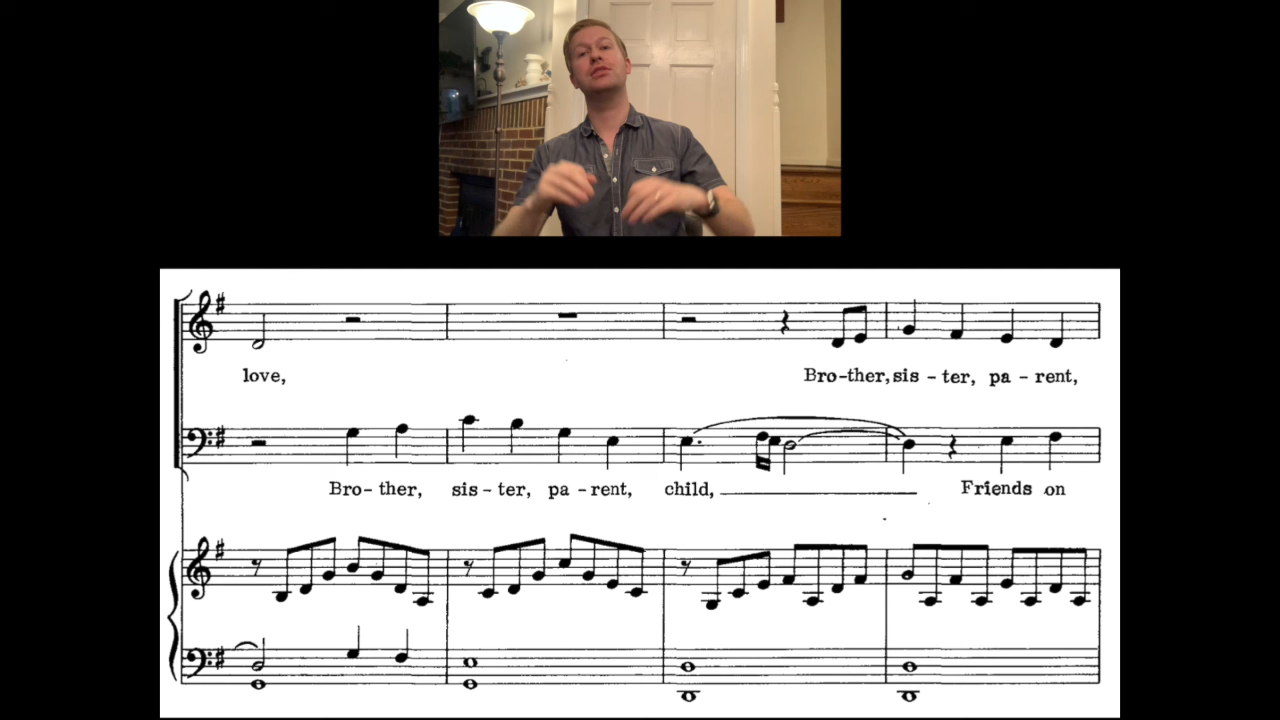 love, Bro-ther, sis - ter, pa - rent,
Bro- ther, sis - ter, pa - rent, child, Friends on